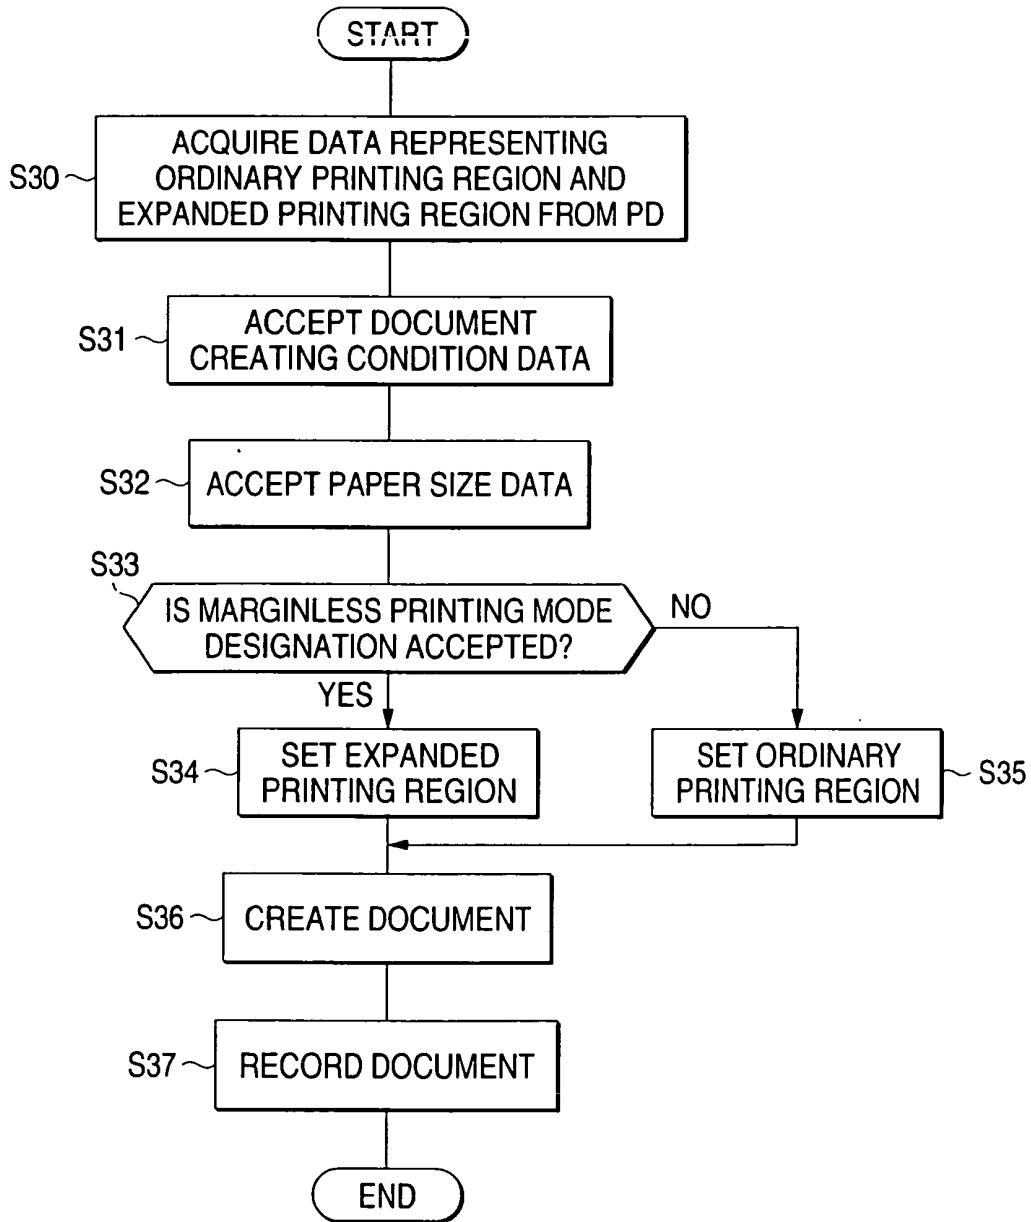 START
S30
ACQUIRE DATA REPRESENTING
ORDINARY PRINTING REGION AND
EXPANDED PRINTING REGION FROM PD
S31
ACCEPT DOCUMENT
CREATING CONDITION DATA
S32
ACCEPT PAPER SIZE DATA
S33
IS MARGINLESS PRINTING MODE
DESIGNATION ACCEPTED?
NO
YES
S34
SET EXPANDED
PRINTING REGION
SET ORDINARY
PRINTING REGION
S35
S36
CREATE DOCUMENT
S37
RECORD DOCUMENT
END